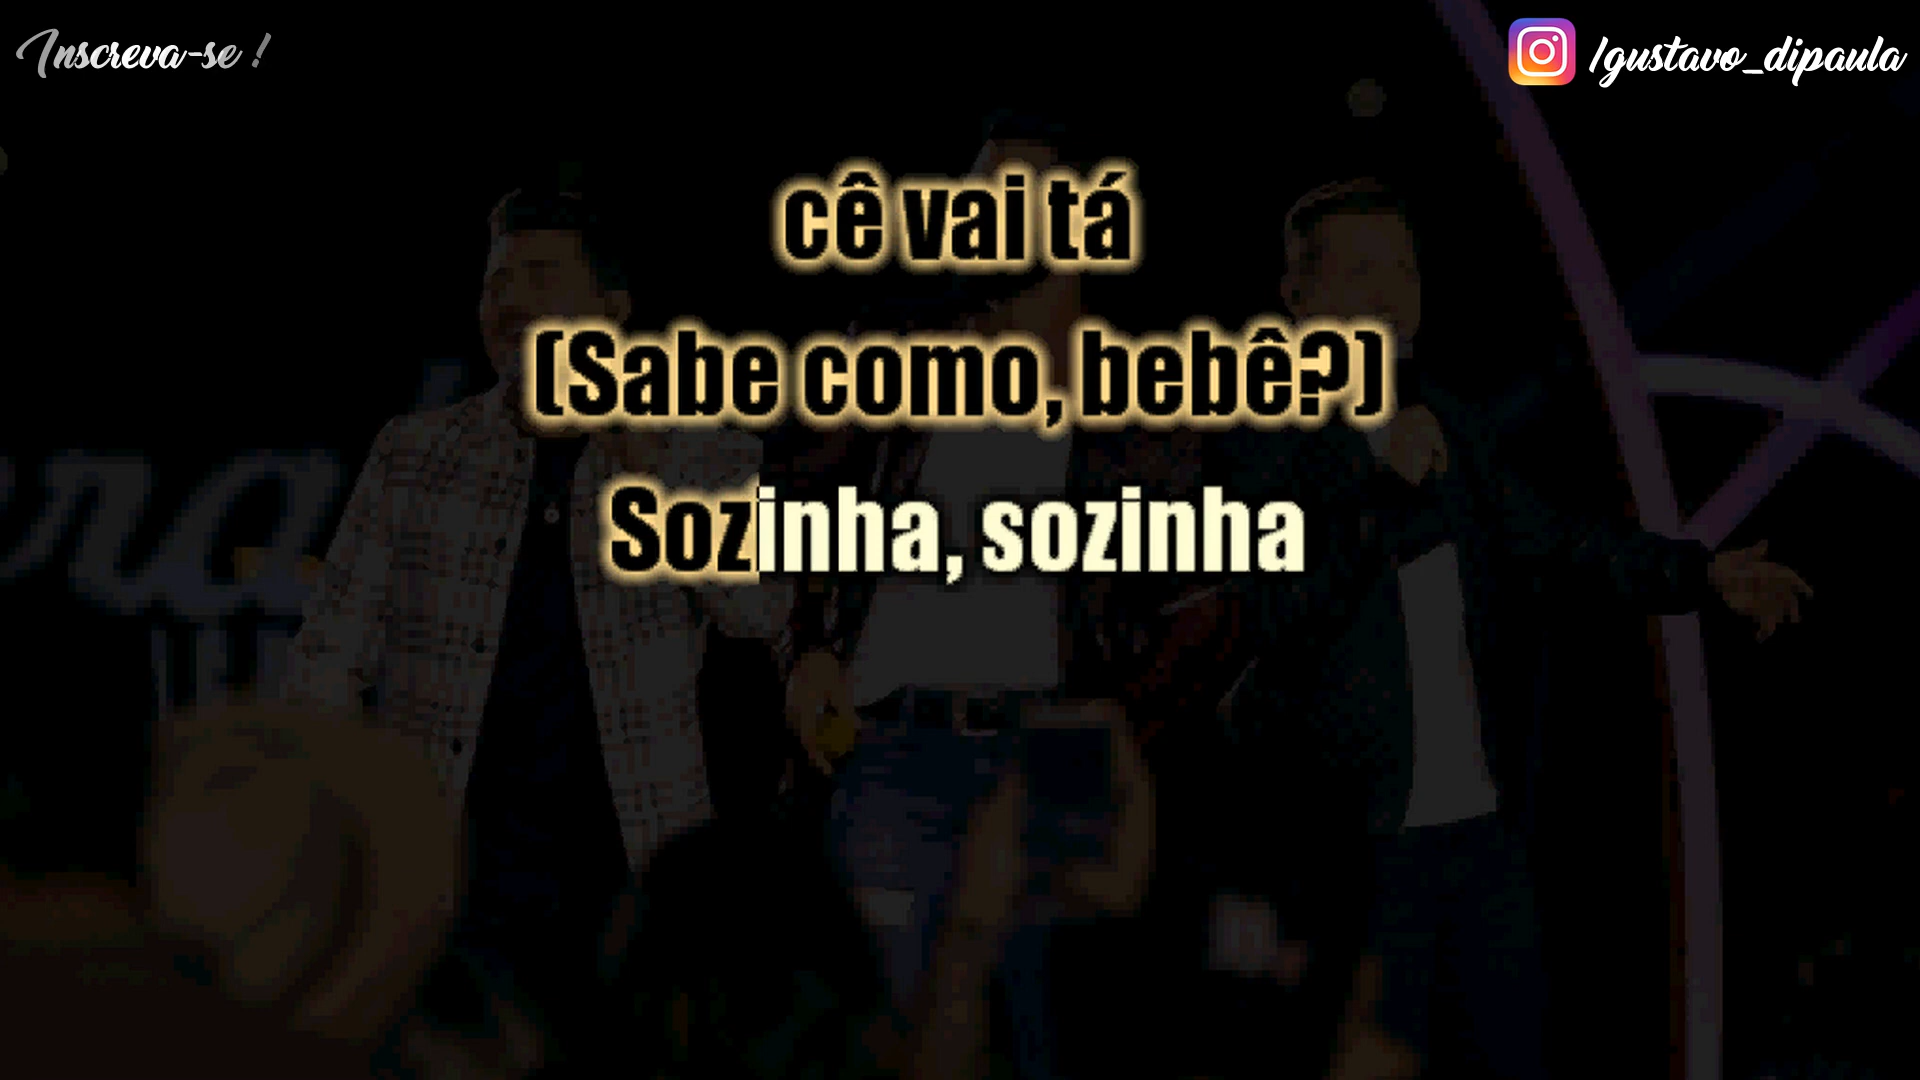 Inscreva-se !
/gustavo_dipaula
cê vai tá
(Sabe como, bebê?)
Sozinha, sozinha